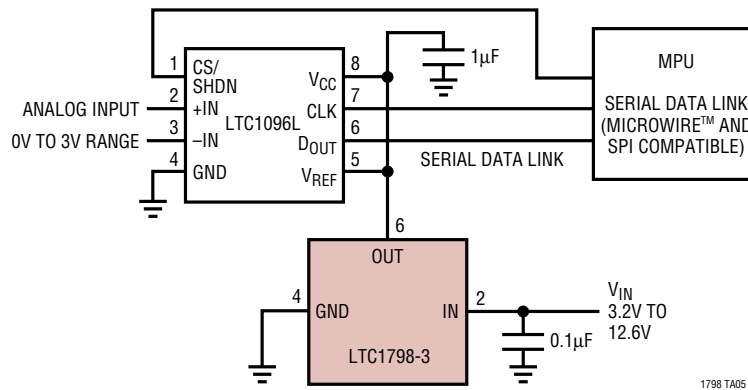 1µF
1
CS/
SHDN
8
VCC
MPU
ANALOG INPUT
2
+IN
LTC1096L
CLK
7
SERIAL DATA LINK
(MICROWIRE™ AND
SPI COMPATIBLE)
0V TO 3V RANGE
3
–IN
DOUT
6
SERIAL DATA LINK
4
GND
VREF
5
6
OUT
4
GND
IN
2
VIN
3.2V TO
12.6V
0.1µF
LTC1798-3
1798 TA05